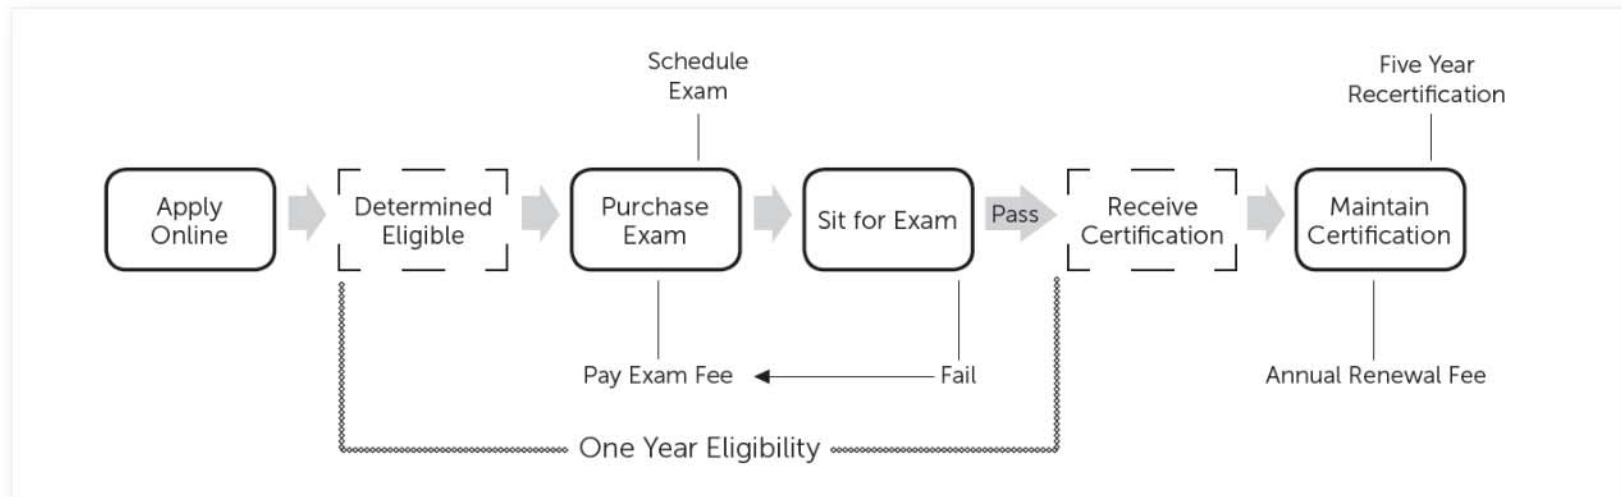 Schedule
Exam
Five Year
Recertification
Apply
Online
Determined
Eligible
Purchase
Exam
Sit for Exam
Pass
Receive
Certification
Maintain
Certification
Pay Exam Fee
Fail
Annual Renewal Fee
One Year Eligibility